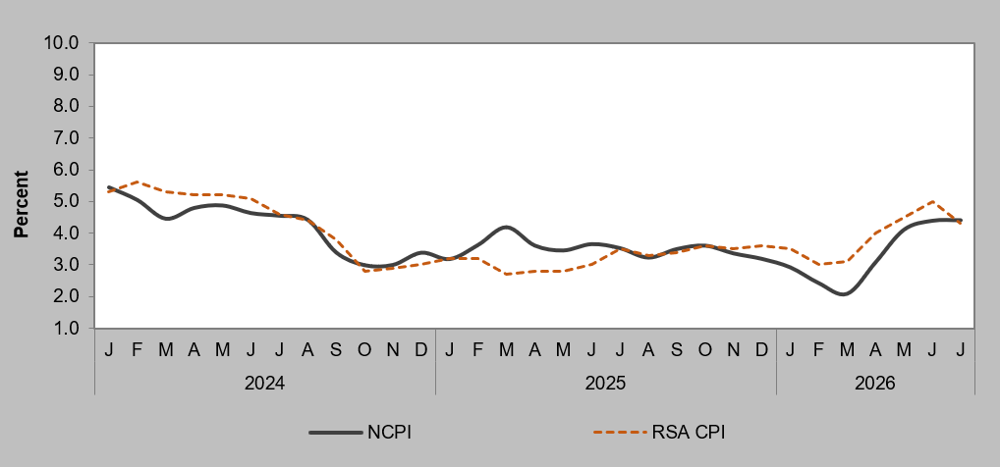 10.0
9.0
8.0
7.0
6.0
5.0
4.0
3.0
2.0
1.0
Percent
J F M A M J J A S O N D J F M A M J J A S O N D J F M A M J J
2024 2025 2026
NCPI RSA CPI